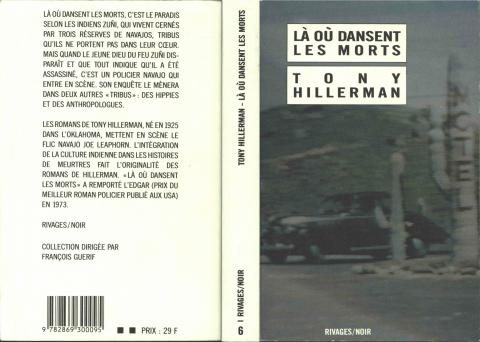 LÀ OÙ DANSENT LES MORTS, C'EST LE PARADIS
SELON LES INDIENS ZUÑI, QUI VIVENT CERNÉS
PAR TROIS RÉSERVES DE NAVAJOS, TRIBUS
QU'ILS NE PORTENT PAS DANS LEUR CŒUR.
MAIS QUAND LE JEUNE DIEU DU FEU ZUÑI DIS-
PARAÎT ET QUE TOUT INDIQUE QU'IL A ÉTÉ
ASSASSINÉ, C'EST UN POLICIER NAVAJO QUI
ENTRE EN SCÈNE. SON ENQUÊTE LE MÈNERA
DANS DEUX AUTRES «TRIBUS» : DES HIPPIES
ET DES ANTHROPOLOGUES.
LES ROMANS DE TONY HILLERMAN, NÉ EN 1925
DANS L'OKLAHOMA, METTENT EN SCÈNE LE
FLIC NAVAJO JOE LEAPHORN. L'INTÉGRATION
DE LA CULTURE INDIENNE DANS LES HISTOIRES
DE MEURTRES FAIT L'ORIGINALITÉ DES
ROMANS DE HILLERMAN. «LÀ OÙ DANSENT
LES MORTS» A REMPORTÉ L'EDGAR (PRIX DU
MEILLEUR ROMAN POLICIER PUBLIÉ AUX USA)
EN 1973.
RIVAGES/NOIR
COLLECTION DIRIGÉE PAR
FRANÇOIS GUERIF
9 782869 300095
PRIX : 29 F
TONY HILLERMAN – LÀ OÙ DANSENT LES MORTS
RIVAGES/NOIR
6
LÀ OÙ DANSENT
LES MORTS
TONY
HILLERMAN
MOTEL
RIVAGES/NOIR